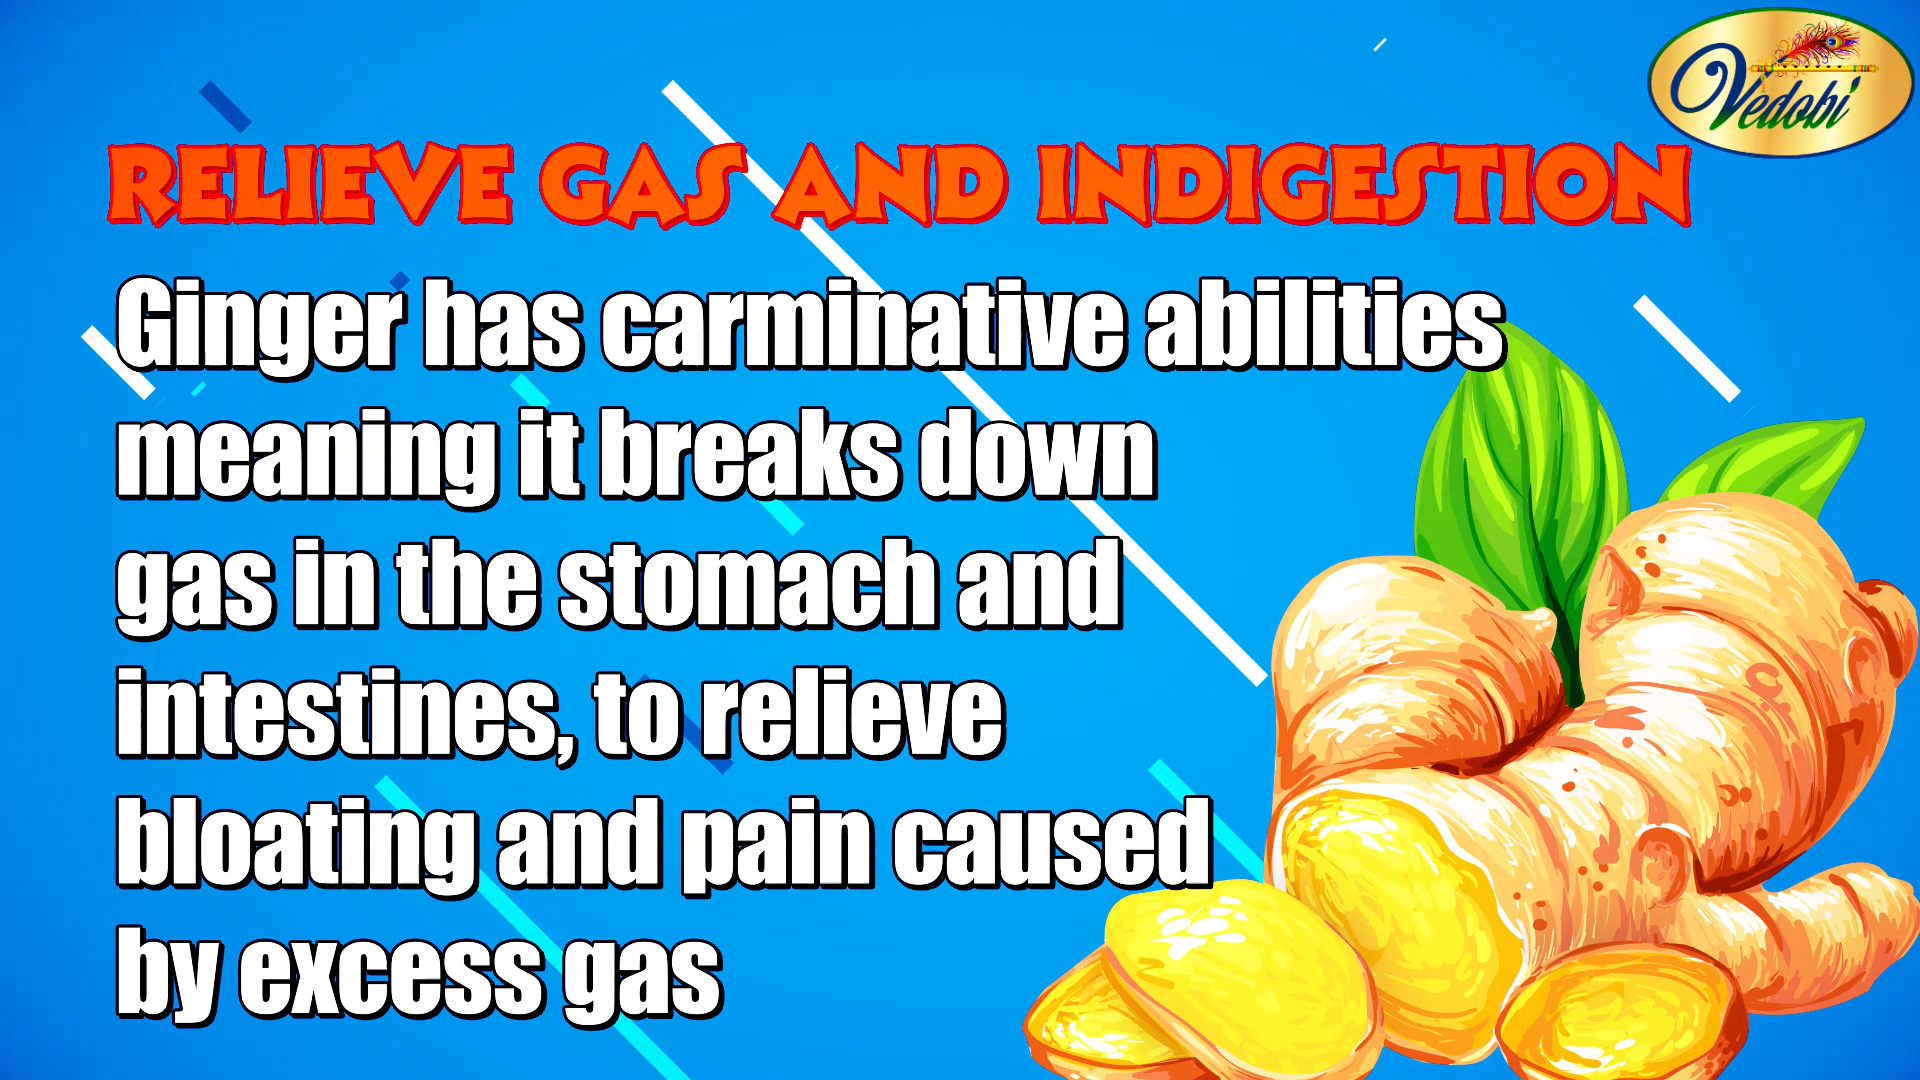 Vedobi
RELIEVE GAS AND INDIGESTION
Ginger has carminative abilities
meaning it breaks down
gas in the stomach and
intestines, to relieve
bloating and pain caused
by excess gas